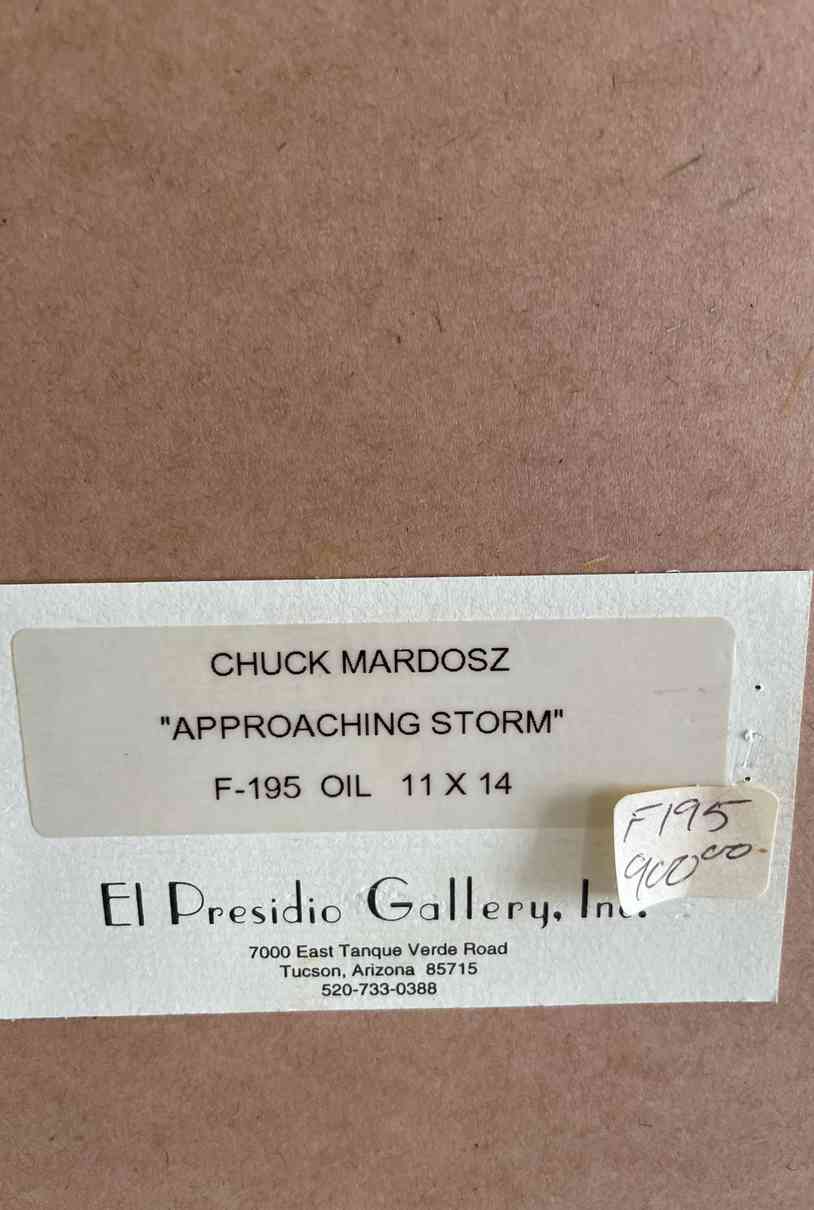 CHUCK MARDOSZ
"APPROACHING STORM"
F-195 OIL 11 X 14
F195
900.00
El Presidio Gallery, Inc.
7000 East Tanque Verde Road
Tucson, Arizona 85715
520-733-0388